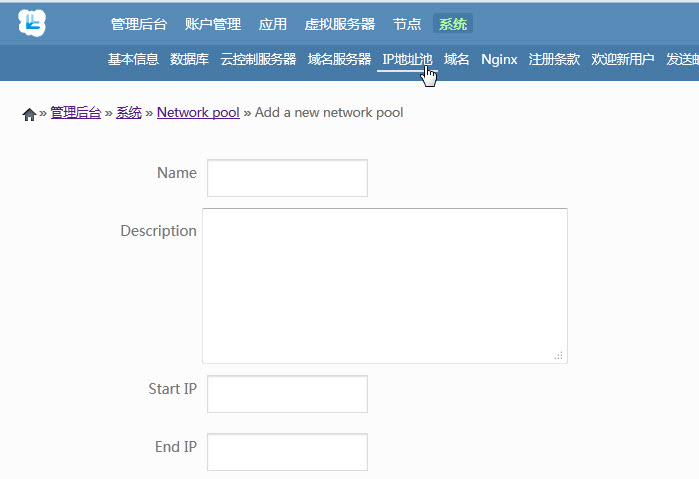 管理后台 账户管理 应用 虚拟服务器 节点 系统
基本信息 数据库 云控制服务器 域名服务器 IP地址池 域名 Nginx 注册条款 欢迎新用户 发送
» 管理后台 » 系统 » Network pool » Add a new network pool
Name
Description
Start IP
End IP